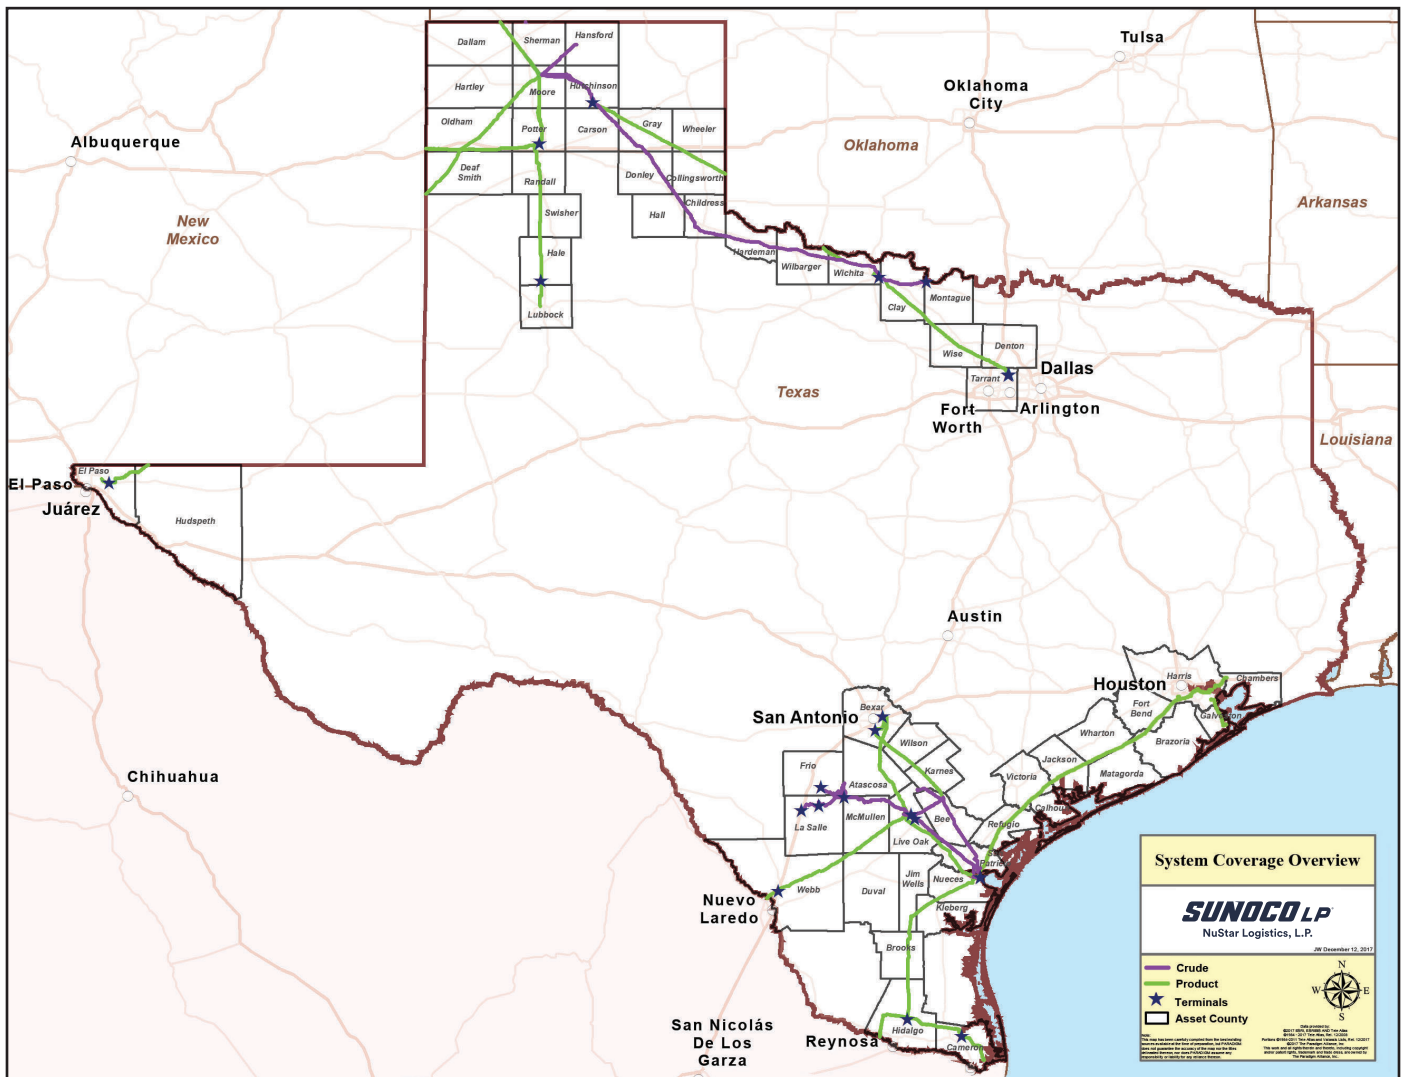 Tulsa
Oklahoma
City
Albuquerque
Oklahoma
Arkansas
New
Mexico
Dallam
Sherman
Hansford
Hartley
Moore
Hutchinson
Oldham
Potter
Carson
Gray
Wheeler
Deaf
Smith
Randall
Donley
Collingsworth
Swisher
Hall
Childress
Hale
Hardeman
Wilbarger
Wichita
Lubbock
Clay
Montague
Wise
Denton
Dallas
Tarrant
Texas
Fort
Worth
Arlington
Louisiana
El Paso
El Paso
Juárez
Hudspeth
Austin
Houston
Harris
Chambers
Fort
Bend
Galveston
San Antonio
Bexar
Wilson
Wharton
Brazoria
Jackson
Frio
Karnes
Victoria
Matagorda
Chihuahua
Atascosa
McMullen
Bee
Calhou
Refugio
La Salle
Live Oak
Patric
Jim
Wells
Nueces
Webb
Duval
Nuevo
Laredo
Kleberg
Brooks
San Nicolás
De Los
Garza
Hidalgo
Reynosa
Cameron
System Coverage Overview
SUNOCO LP
NuStar Logistics, L.P.
JW December 12, 2017
Crude
Product
Terminals
Asset County
N
W
E
S